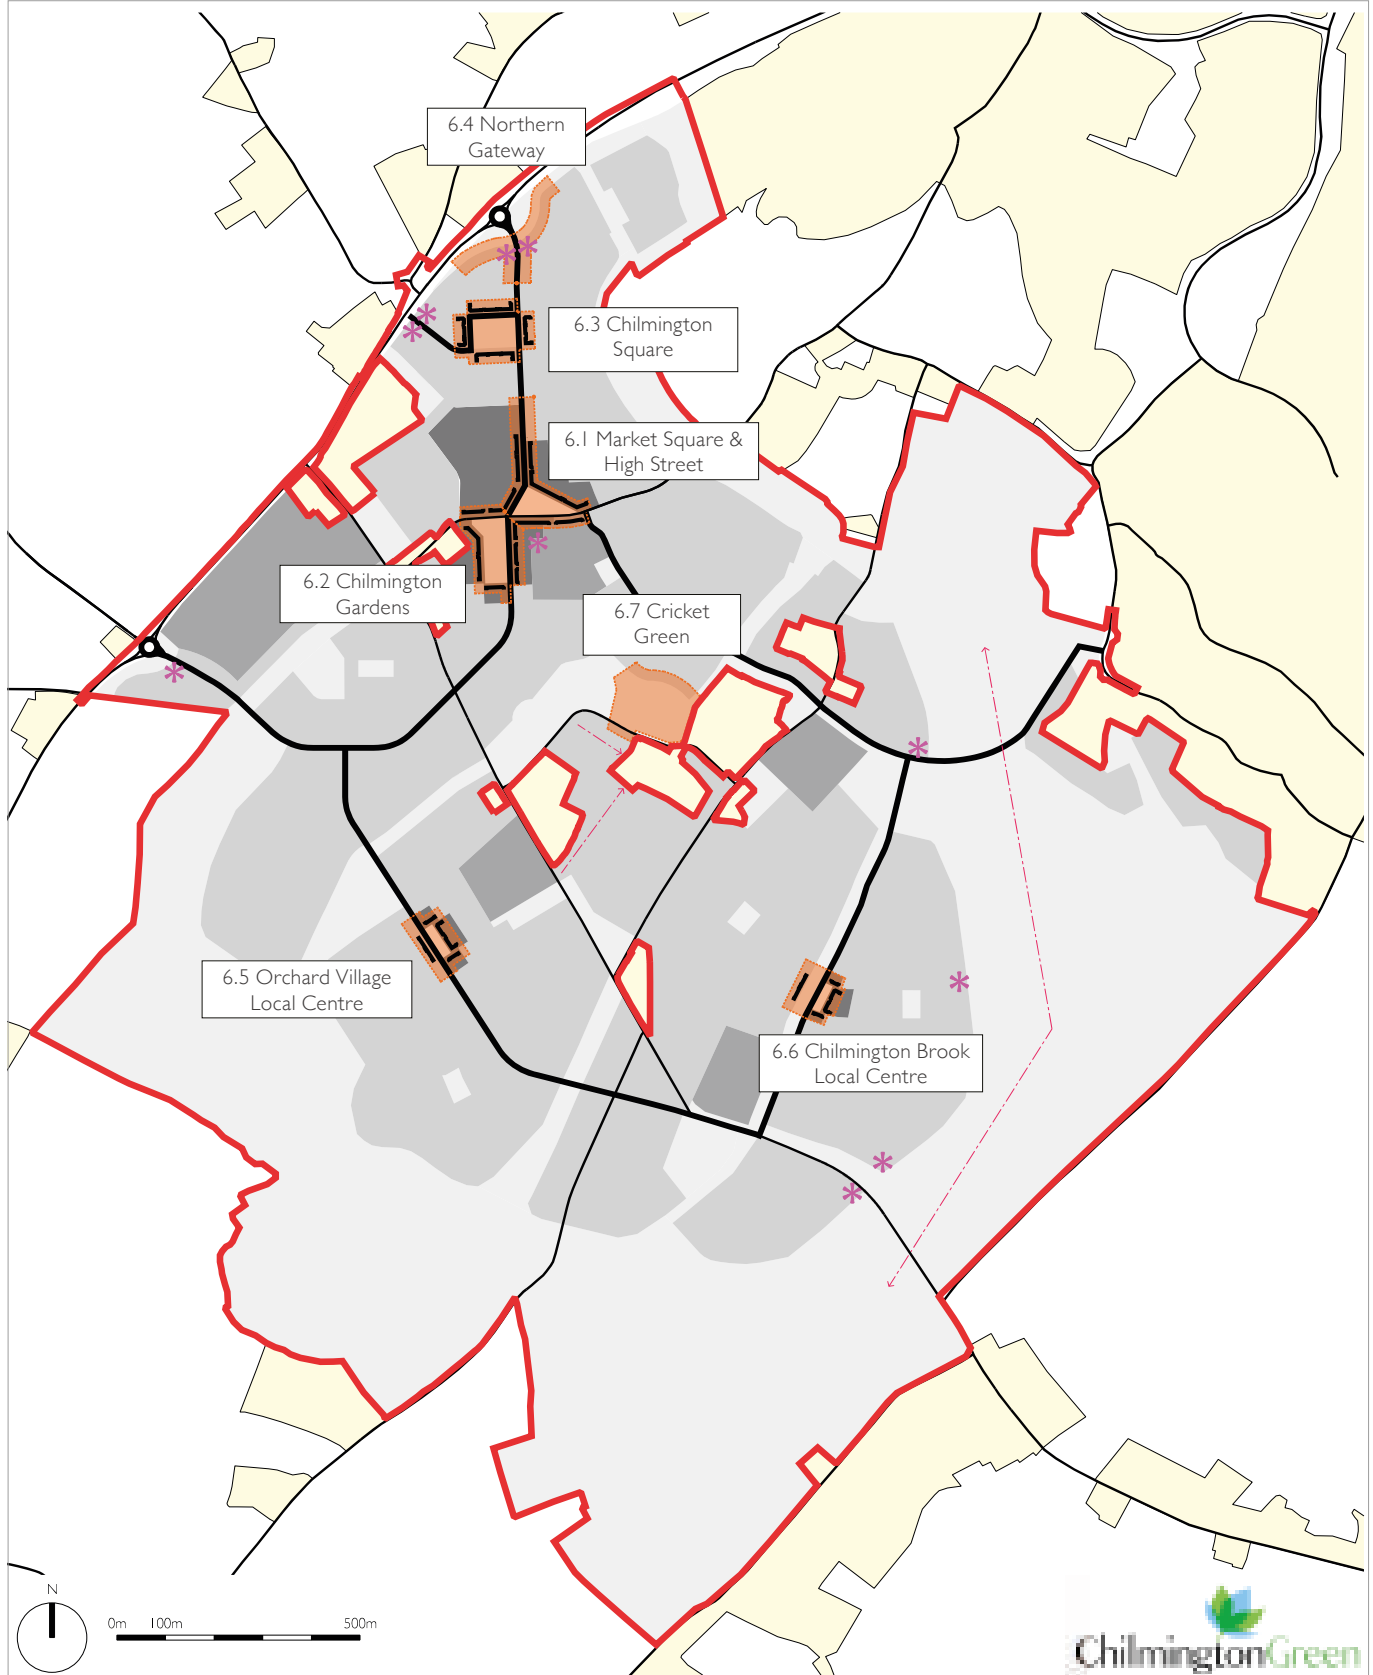 6.4 Northern
Gateway
6.3 Chilmington
Square
6.1 Market Square &
High Street
6.2 Chilmington
Gardens
6.7 Cricket
Green
6.5 Orchard Village
Local Centre
6.6 Chilmington Brook
Local Centre
N
0m 100m 500m
ChilmingtonGreen